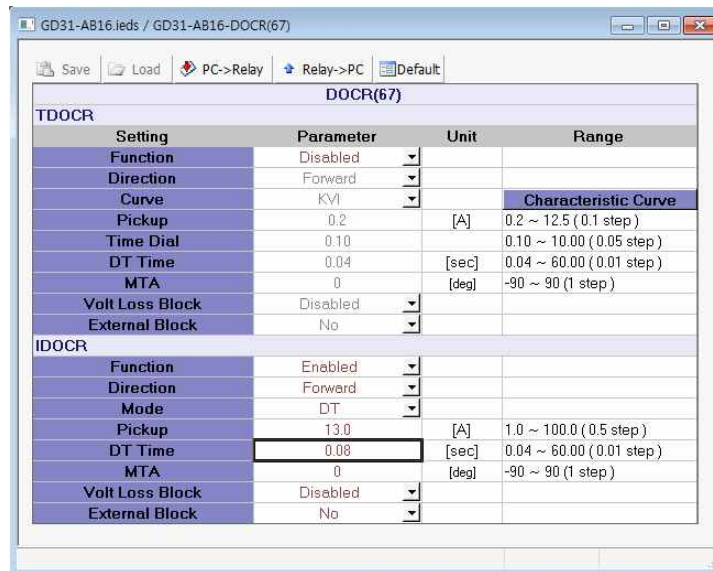 GD31-AB16.ieds / GD31-AB16-DOCR(67)
Save Load PC->Relay Relay->PC Default
DOCR(67)
TDOCR
Setting Parameter Unit Range
Function Disabled
Direction Forward
Curve KVI Characteristic Curve
Pickup 0.2 [A] 0.2 ~ 12.5 ( 0.1 step )
Time Dial 0.10 0.10 ~ 10.00 ( 0.05 step )
DT Time 0.04 [sec] 0.04 ~ 60.00 ( 0.01 step )
MTA 0 [deg] -90 ~ 90 (1 step )
Volt Loss Block Disabled
External Block No
IDOCR
Function Enabled
Direction Forward
Mode DT
Pickup 13.0 [A] 1.0 ~ 100.0 ( 0.5 step )
DT Time 0.08 [sec] 0.04 ~ 60.00 ( 0.01 step )
MTA 0 [deg] -90 ~ 90 (1 step )
Volt Loss Block Disabled
External Block No